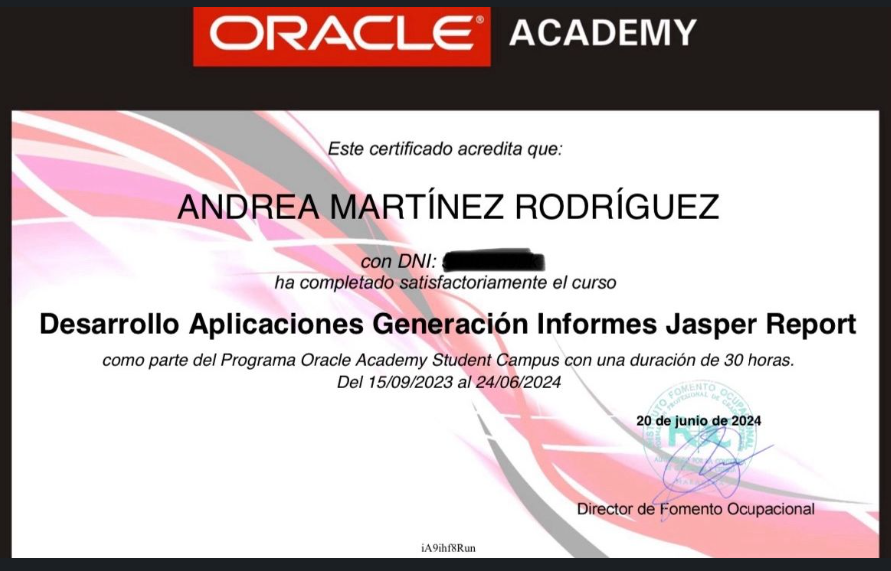 ORACLE® ACADEMY
Este certificado acredita que:
ANDREA MARTÍNEZ RODRÍGUEZ
con DNI:
ha completado satisfactoriamente el curso
Desarrollo Aplicaciones Generación Informes Jasper Report
como parte del Programa Oracle Academy Student Campus con una duración de 30 horas.
Del 15/09/2023 al 24/06/2024
FOMENTO OCUPACIONAL
20 de junio de 2024
Director de Fomento Ocupacional
iA9ihf8Run